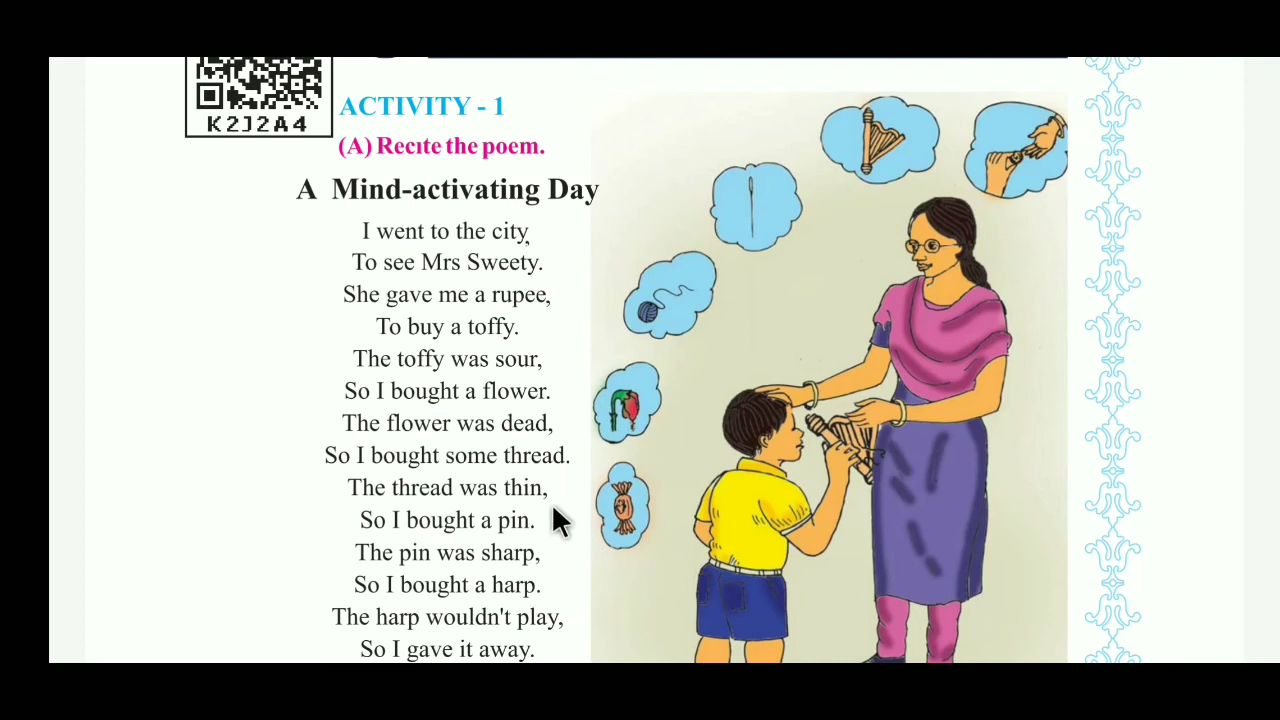 K2J2A4
ACTIVITY - 1
(A) Recite the poem.
A Mind-activating Day
I went to the city,
To see Mrs Sweety.
She gave me a rupee,
To buy a toffy.
The toffy was sour,
So I bought a flower.
The flower was dead,
So I bought some thread.
The thread was thin,
So I bought a pin.
The pin was sharp,
So I bought a harp.
The harp wouldn't play,
So I gave it away.